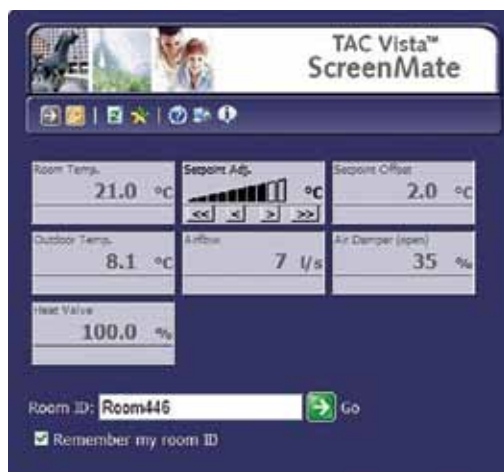 TAC Vista™
ScreenMate
Room Temp. Setpoint Adj. Setpoint Offset
21.0 °C °C 2.0 °C
<< < > >>
Outdoor Temp. Airflow Air Damper (open)
8.1 °C 7 l/s 35 %
Heat Valve
100.0 %
Room ID: Room446 Go
Remember my room ID